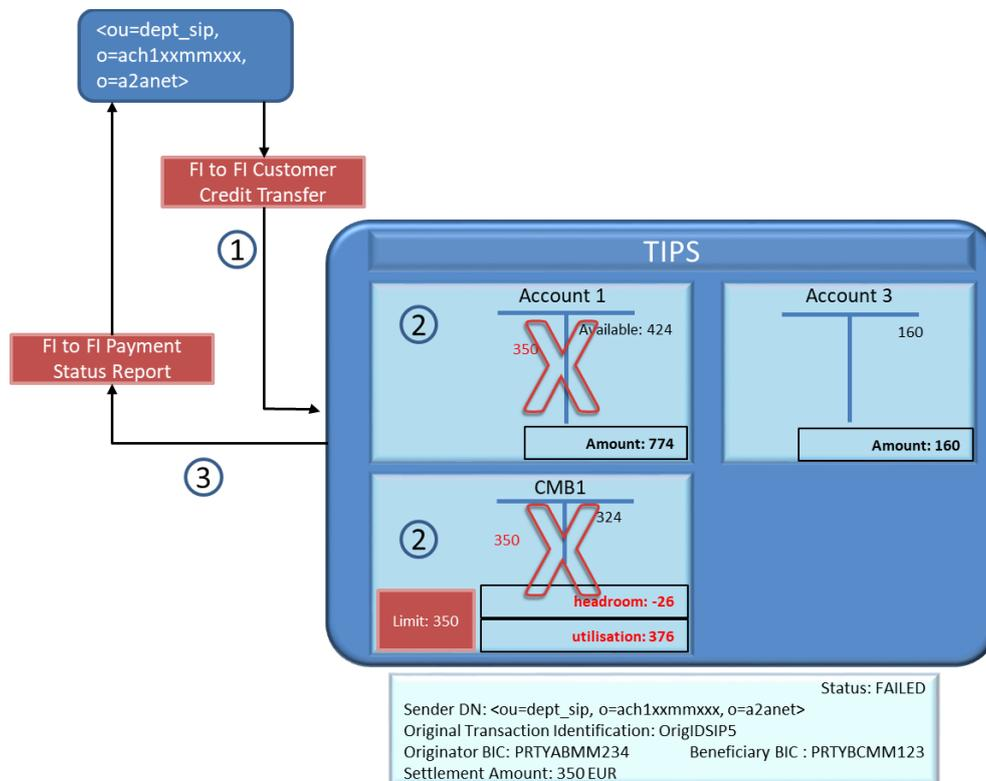 <ou=dept_sip,
o=ach1xxmmxxx,
o=a2anet>
FI to FI Customer
Credit Transfer
1
TIPS
Account 1
2
Available: 424
350
Amount: 774
Account 3
160
Amount: 160
FI to FI Payment
Status Report
3
CMB1
2
324
350
headroom: -26
Limit: 350
utilisation: 376
Status: FAILED
Sender DN: <ou=dept_sip, o=ach1xxmmxxx, o=a2anet>
Original Transaction Identification: OrigIDSIP5
Originator BIC: PRTYABMM234 Beneficiary BIC : PRTYBCMM123
Settlement Amount: 350 EUR